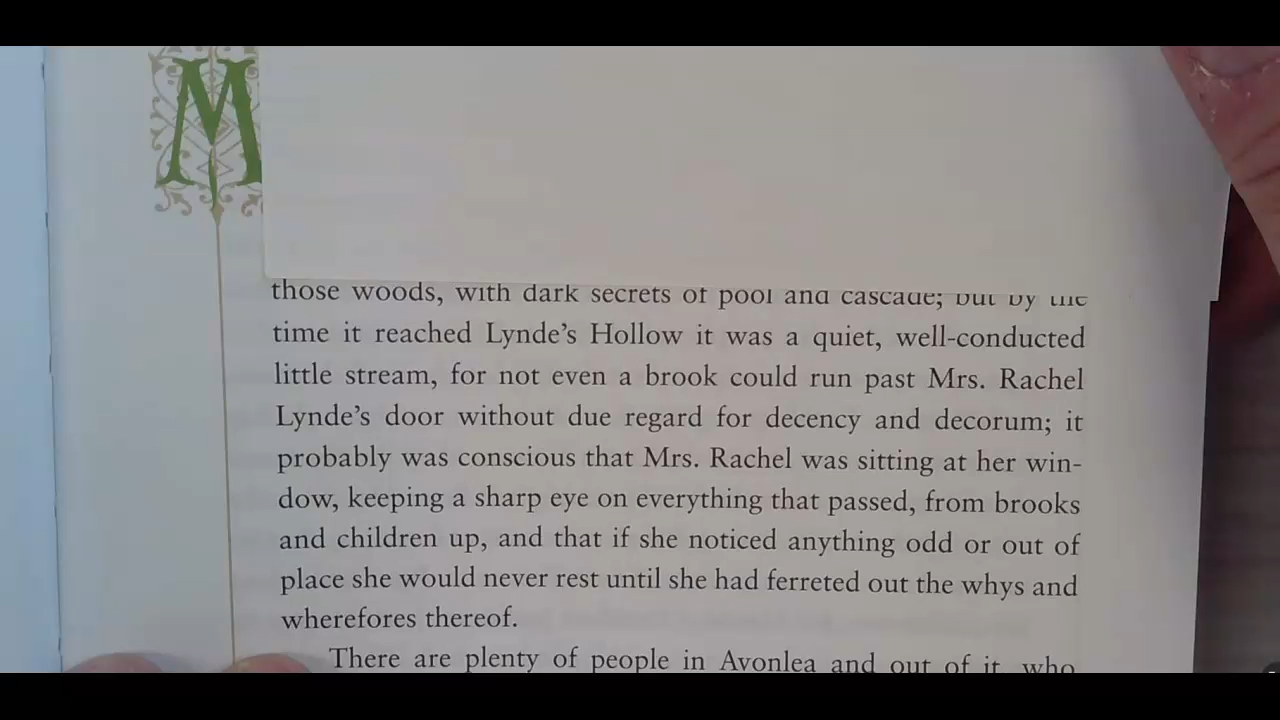 M
those woods, with dark secrets of pool and cascade; but by the
time it reached Lynde's Hollow it was a quiet, well-conducted
little stream, for not even a brook could run past Mrs. Rachel
Lynde's door without due regard for decency and decorum; it
probably was conscious that Mrs. Rachel was sitting at her win-
dow, keeping a sharp eye on everything that passed, from brooks
and children up, and that if she noticed anything odd or out of
place she would never rest until she had ferreted out the whys and
wherefores thereof.
There are plenty of people in Avonlea and out of it, who